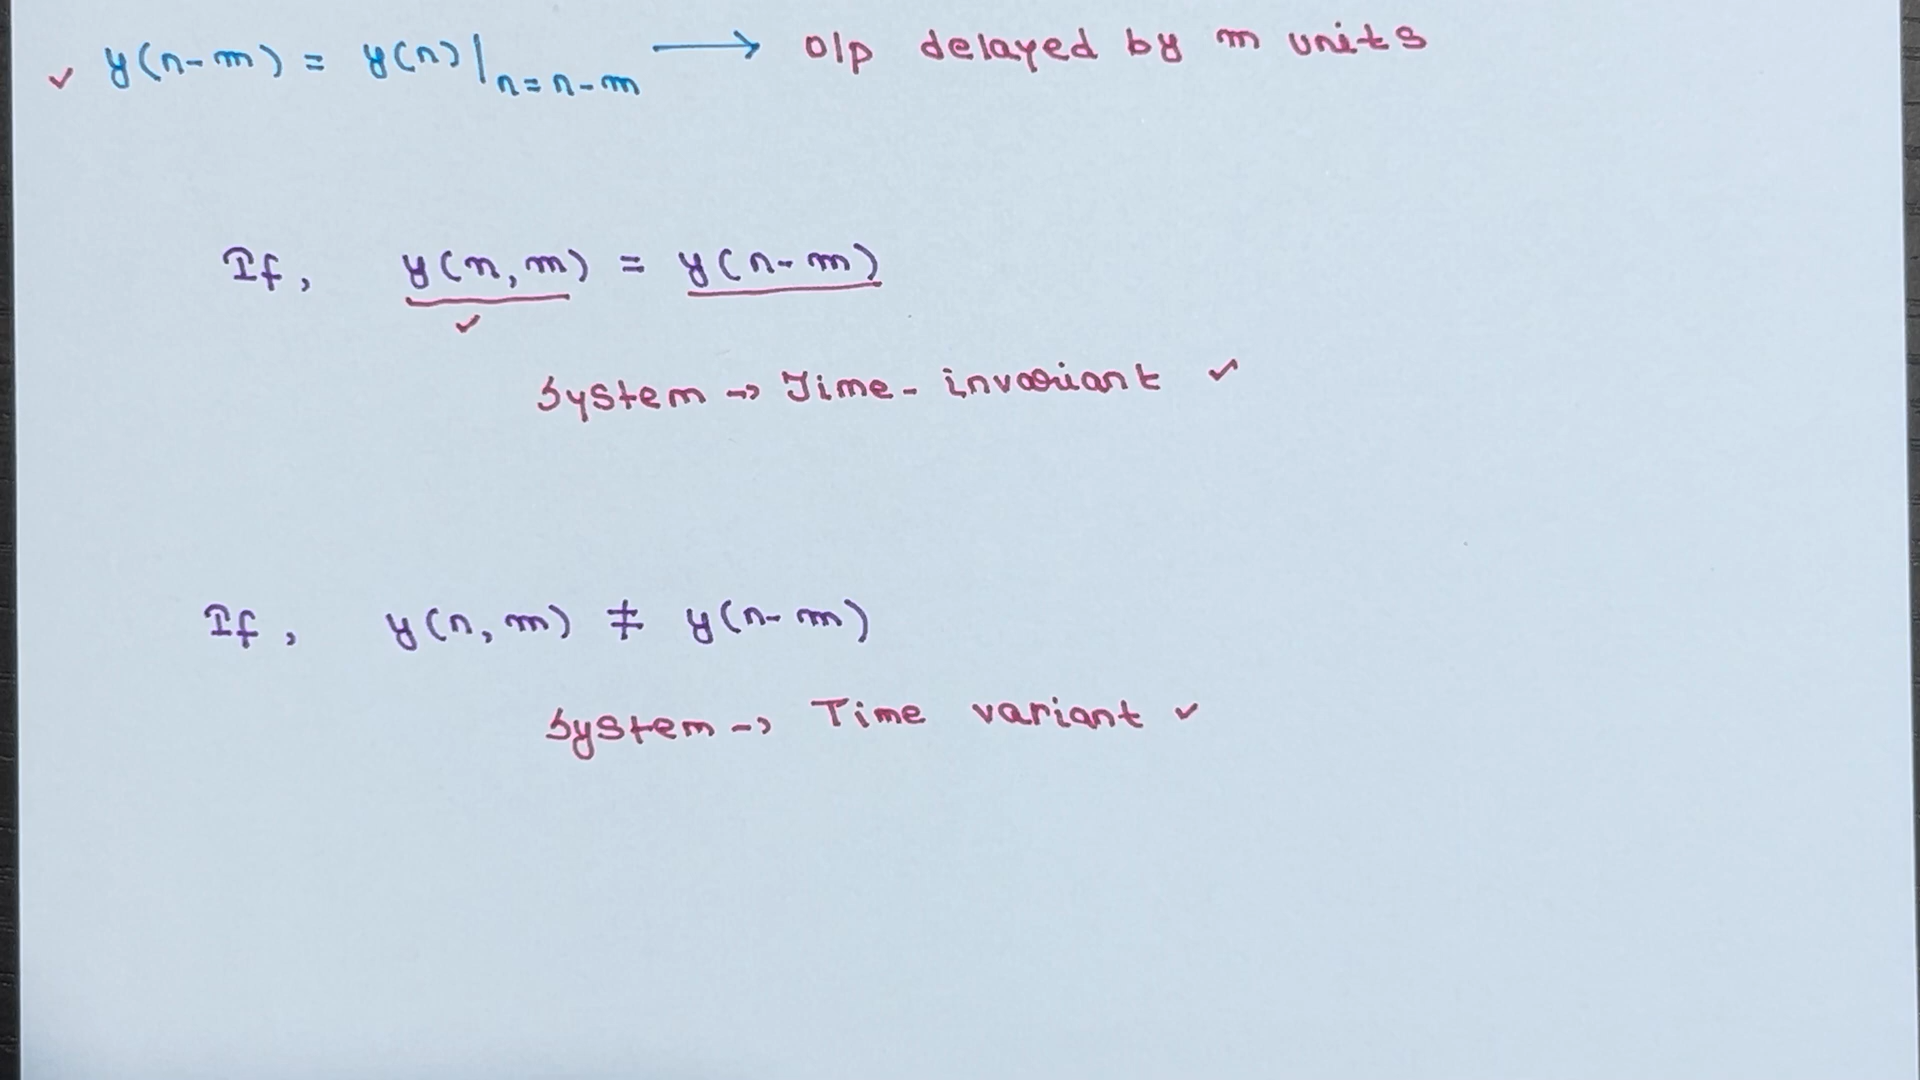 ✓ y(n-m) = y(n)|n=n-m → o/p delayed by m units
If, y(n,m) = y(n-m)
✓
System → Time-invariant ✓
If, y(n,m) ≠ y(n-m)
System → Time variant ✓